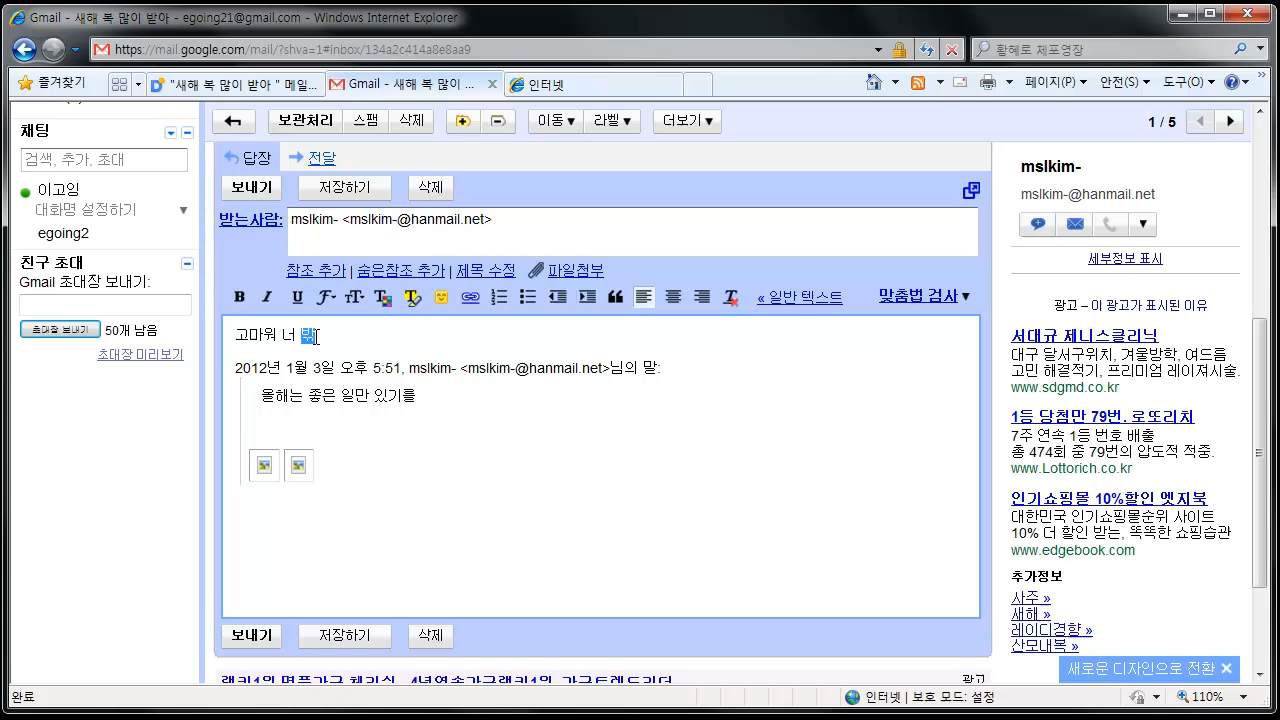 Gmail - 새해 복 많이 받아 - egoing21@gmail.com - Windows Internet Explorer
https://mail.google.com/mail/?shva=1#inbox/134a2c414a8e8aa9
황혜로 체포영장
즐겨찾기
"새해 복 많이 받아" 메일...
Gmail - 새해 복 많이 ...
인터넷
페이지(P)
안전(S)
도구(O)
채팅
검색, 추가, 초대
이고잉
대화명 설정하기
egoing2
친구 초대
Gmail 초대장 보내기:
초대장 보내기
50개 남음
초대장 미리보기
보관처리
스팸
삭제
이동
라벨
더보기
1 / 5
답장
전달
보내기
저장하기
삭제
받는사람:
mslkim- <mslkim-@hanmail.net>
참조 추가 | 숨은참조 추가 | 제목 수정
파일첨부
« 일반 텍스트
맞춤법 검사
고마워 너
2012년 1월 3일 오후 5:51, mslkim- <mslkim-@hanmail.net>님의 말:
올해는 좋은 일만 있기를
보내기
저장하기
삭제
광고
mslkim-
mslkim-@hanmail.net
세부정보 표시
광고 – 이 광고가 표시된 이유
서대규 제니스클리닉
대구 달서구위치, 겨울방학, 여드름
고민 해결적기, 프리미엄 레이져시술.
www.sdgmd.co.kr
1등 당첨만 79번. 로또리치
7주 연속 1등 번호 배출
총 474회 중 79번의 압도적 적중.
www.Lottorich.co.kr
인기쇼핑몰 10%할인 엣지북
대한민국 인기쇼핑몰순위 사이트
10% 더 할인 받는, 똑똑한 쇼핑습관
www.edgebook.com
추가정보
사주 »
새해 »
레이디경향 »
산모내복 »
새로운 디자인으로 전환
완료
인터넷 | 보호 모드: 설정
110%